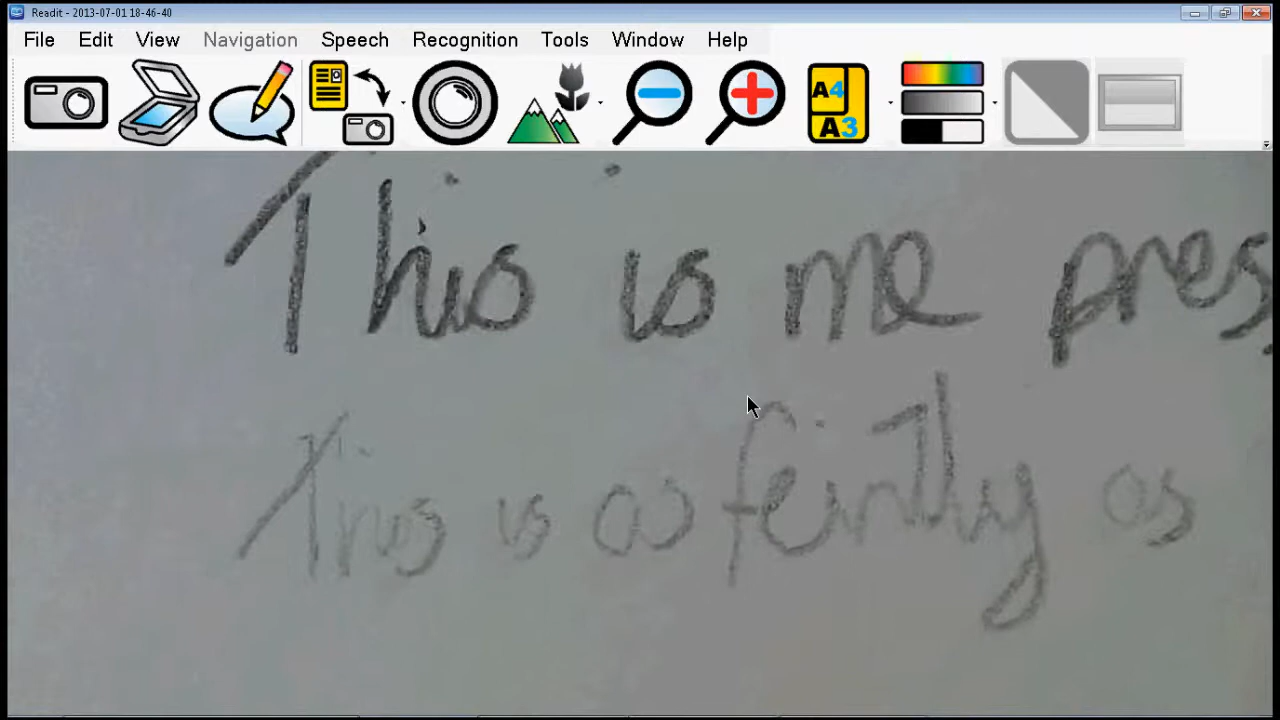 Readit - 2013-07-01 18-46-40
File Edit View Navigation Speech Recognition Tools Window Help
A4
A3
This is me pres
This is as feintly as